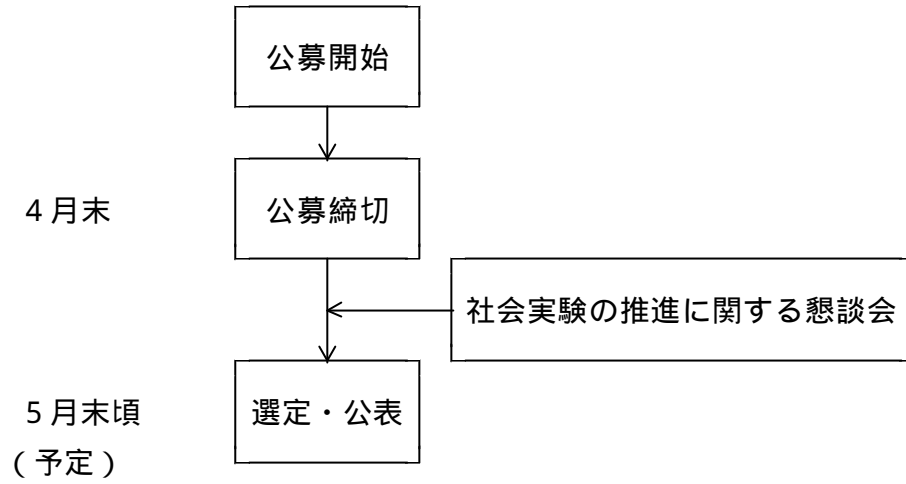 公募開始
4月末
公募締切
社会実験の推進に関する懇談会
5月末頃
(予定)
選定・公表